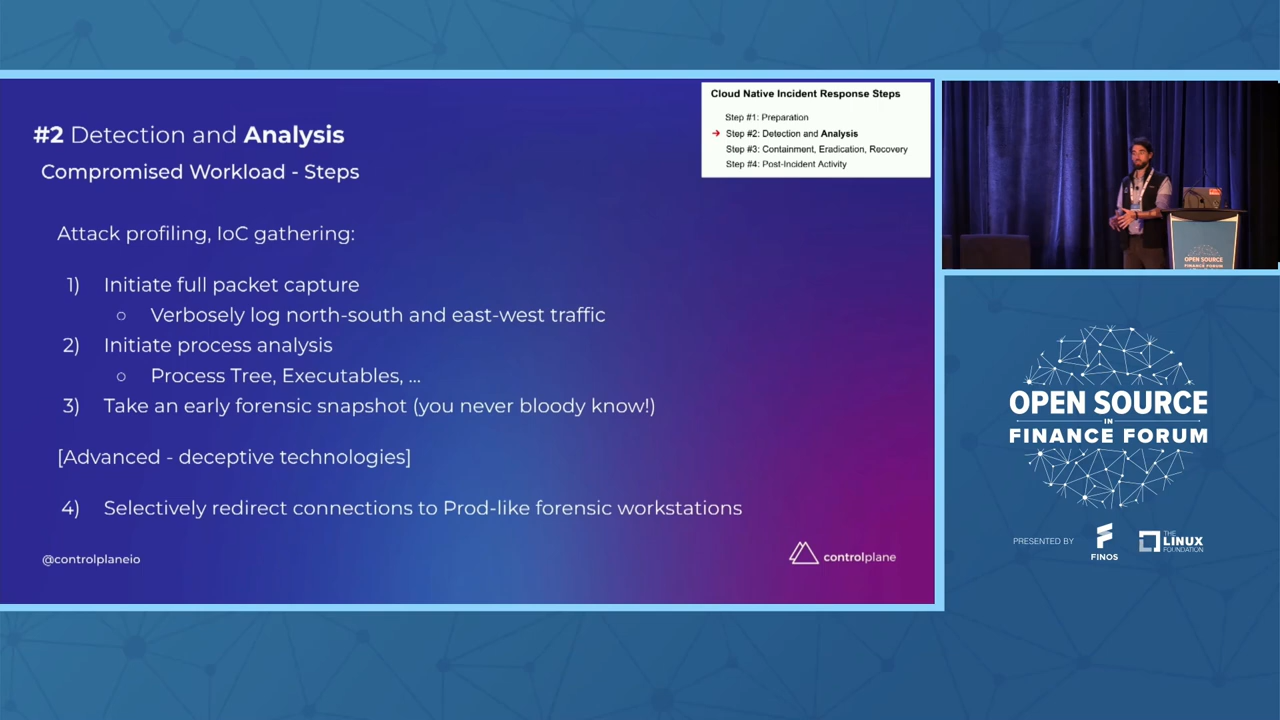 #2 Detection and Analysis
Compromised Workload - Steps
Attack profiling, IoC gathering:
1) Initiate full packet capture
○ Verbosely log north-south and east-west traffic
2) Initiate process analysis
○ Process Tree, Executables, ...
3) Take an early forensic snapshot (you never bloody know!)
[Advanced - deceptive technologies]
4) Selectively redirect connections to Prod-like forensic workstations
@controlplaneio
controlplane
Cloud Native Incident Response Steps
Step #1: Preparation
→ Step #2: Detection and Analysis
Step #3: Containment, Eradication, Recovery
Step #4: Post-Incident Activity
OPEN SOURCE
FINANCE FORUM
OPEN SOURCE
IN
FINANCE FORUM
PRESENTED BY
FINOS
THE
LINUX
FOUNDATION